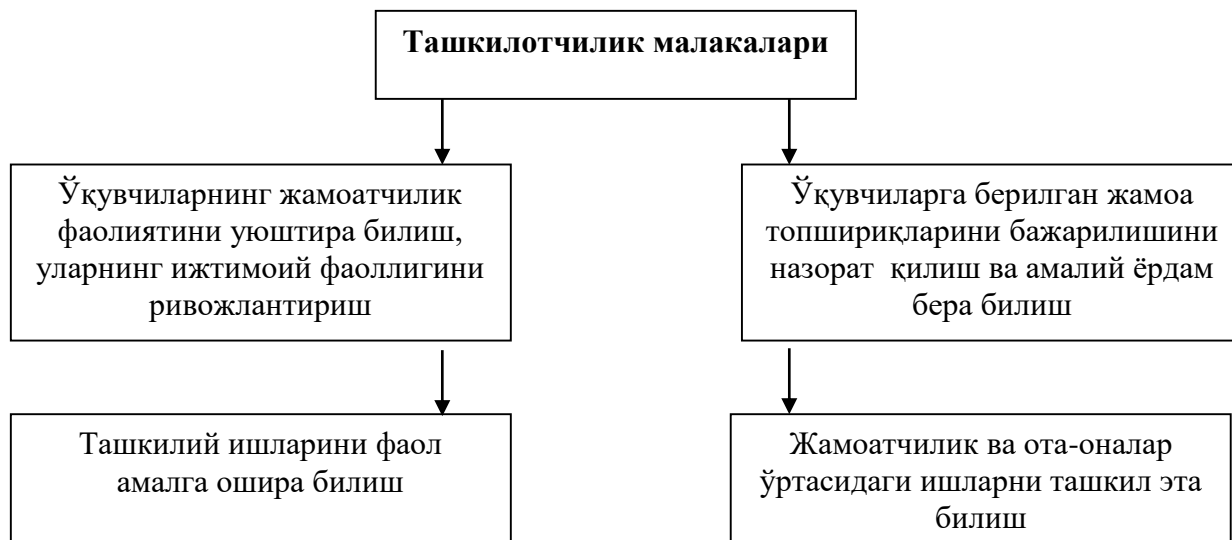 Ташкилотчилик малакалари
Ўқувчиларнинг жамоатчилик
фаолиятини уюштира билиш,
уларнинг ижтимоий фаоллигини
ривожлантириш
Ўқувчиларга берилган жамоа
топшириқларини бажарилишини
назорат қилиш ва амалий ёрдам
бера билиш
Ташкилий ишларини фаол
амалга ошира билиш
Жамоатчилик ва ота-оналар
ўртасидаги ишларни ташкил эта
билиш